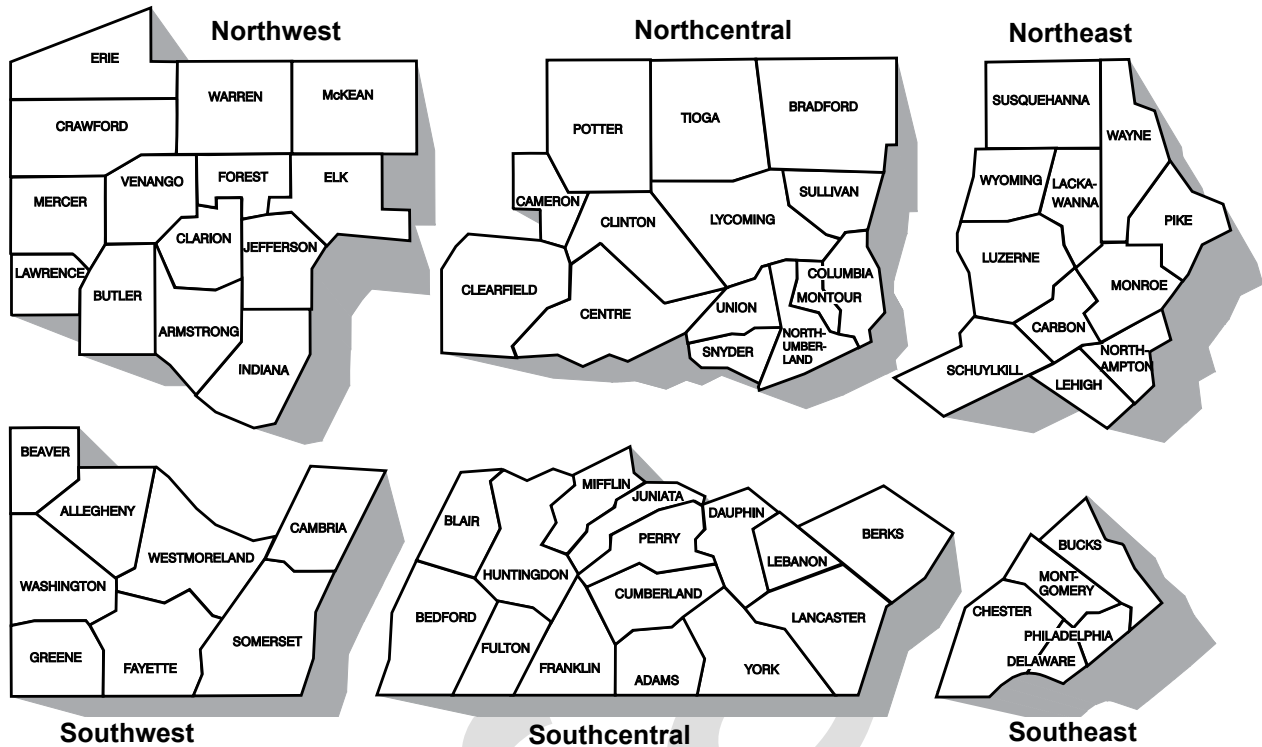 Northwest
ERIE
WARREN
McKEAN
CRAWFORD
VENANGO
FOREST
ELK
MERCER
CLARION
JEFFERSON
LAWRENCE
BUTLER
ARMSTRONG
INDIANA
Northcentral
POTTER
TIOGA
BRADFORD
CAMERON
CLINTON
LYCOMING
SULLIVAN
CLEARFIELD
CENTRE
UNION
COLUMBIA
MONTOUR
SNYDER
NORTH-
UMBER-
LAND
Northeast
SUSQUEHANNA
WAYNE
WYOMING
LACKA-
WANNA
PIKE
LUZERNE
MONROE
CARBON
SCHUYLKILL
NORTH-
AMPTON
LEHIGH
BEAVER
ALLEGHENY
CAMBRIA
WESTMORELAND
WASHINGTON
GREENE
FAYETTE
SOMERSET
Southwest
MIFFLIN
JUNIATA
BLAIR
DAUPHIN
PERRY
BERKS
LEBANON
HUNTINGDON
CUMBERLAND
BEDFORD
LANCASTER
FULTON
FRANKLIN
ADAMS
YORK
Southcentral
BUCKS
MONT-
GOMERY
CHESTER
PHILADELPHIA
DELAWARE
Southeast